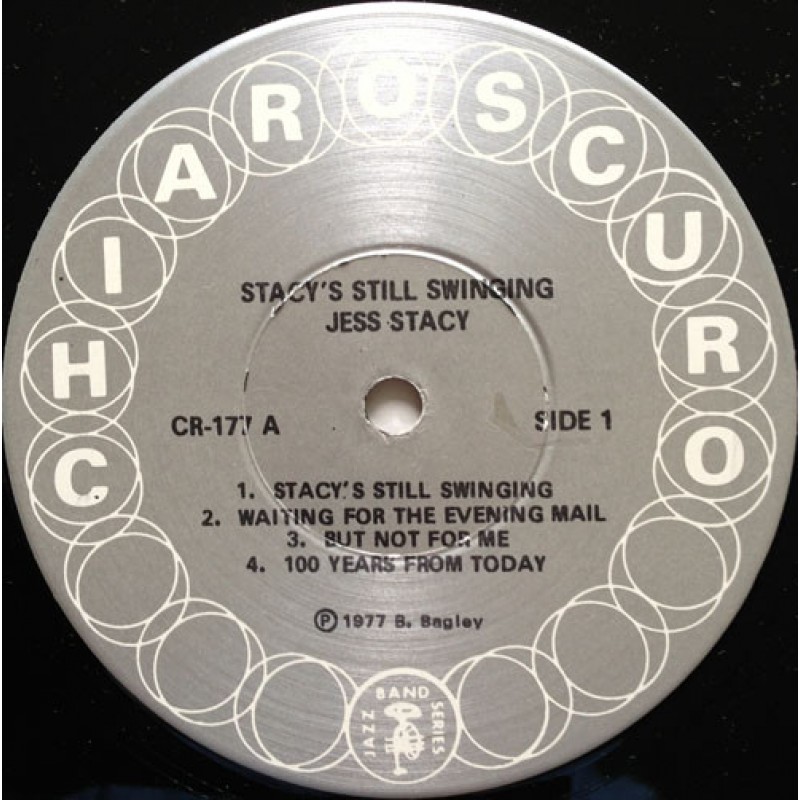 CHIAROSCURO
STACY'S STILL SWINGING
JESS STACY
CR-177 A
SIDE 1
1. STACY'S STILL SWINGING
2. WAITING FOR THE EVENING MAIL
3. BUT NOT FOR ME
4. 100 YEARS FROM TODAY
Ⓟ 1977 B. Bagley
JAZZ BAND SERIES